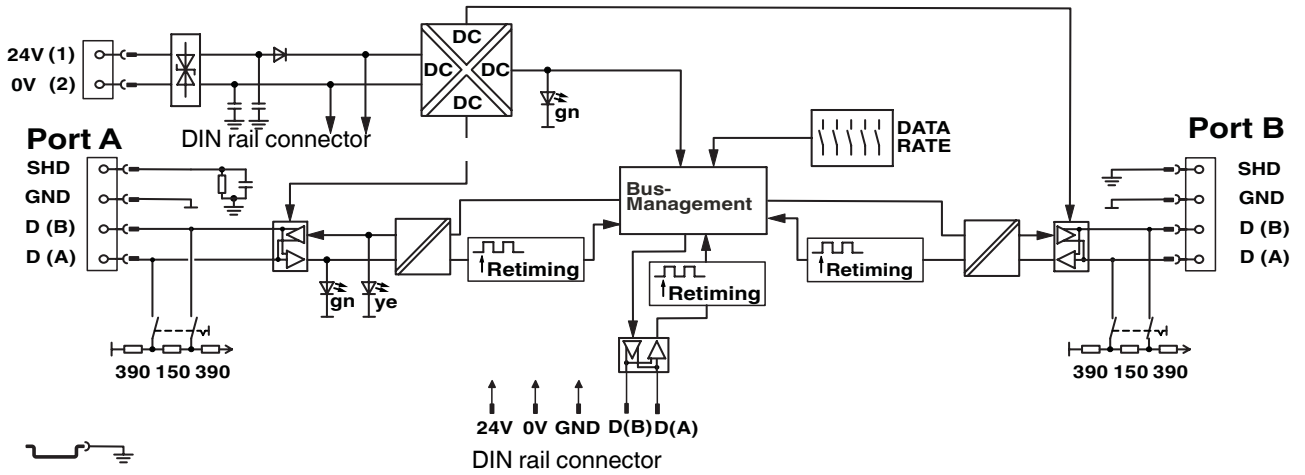 24V (1)
0V (2)
DC
DC DC
DC
gn
DIN rail connector
DATA
RATE
Port A
Port B
SHD
GND
D (B)
D (A)
Bus-
Management
SHD
GND
D (B)
D (A)
Retiming
Retiming
Retiming
gn ye
390 150 390
390 150 390
24V 0V GND D(B) D(A)
DIN rail connector